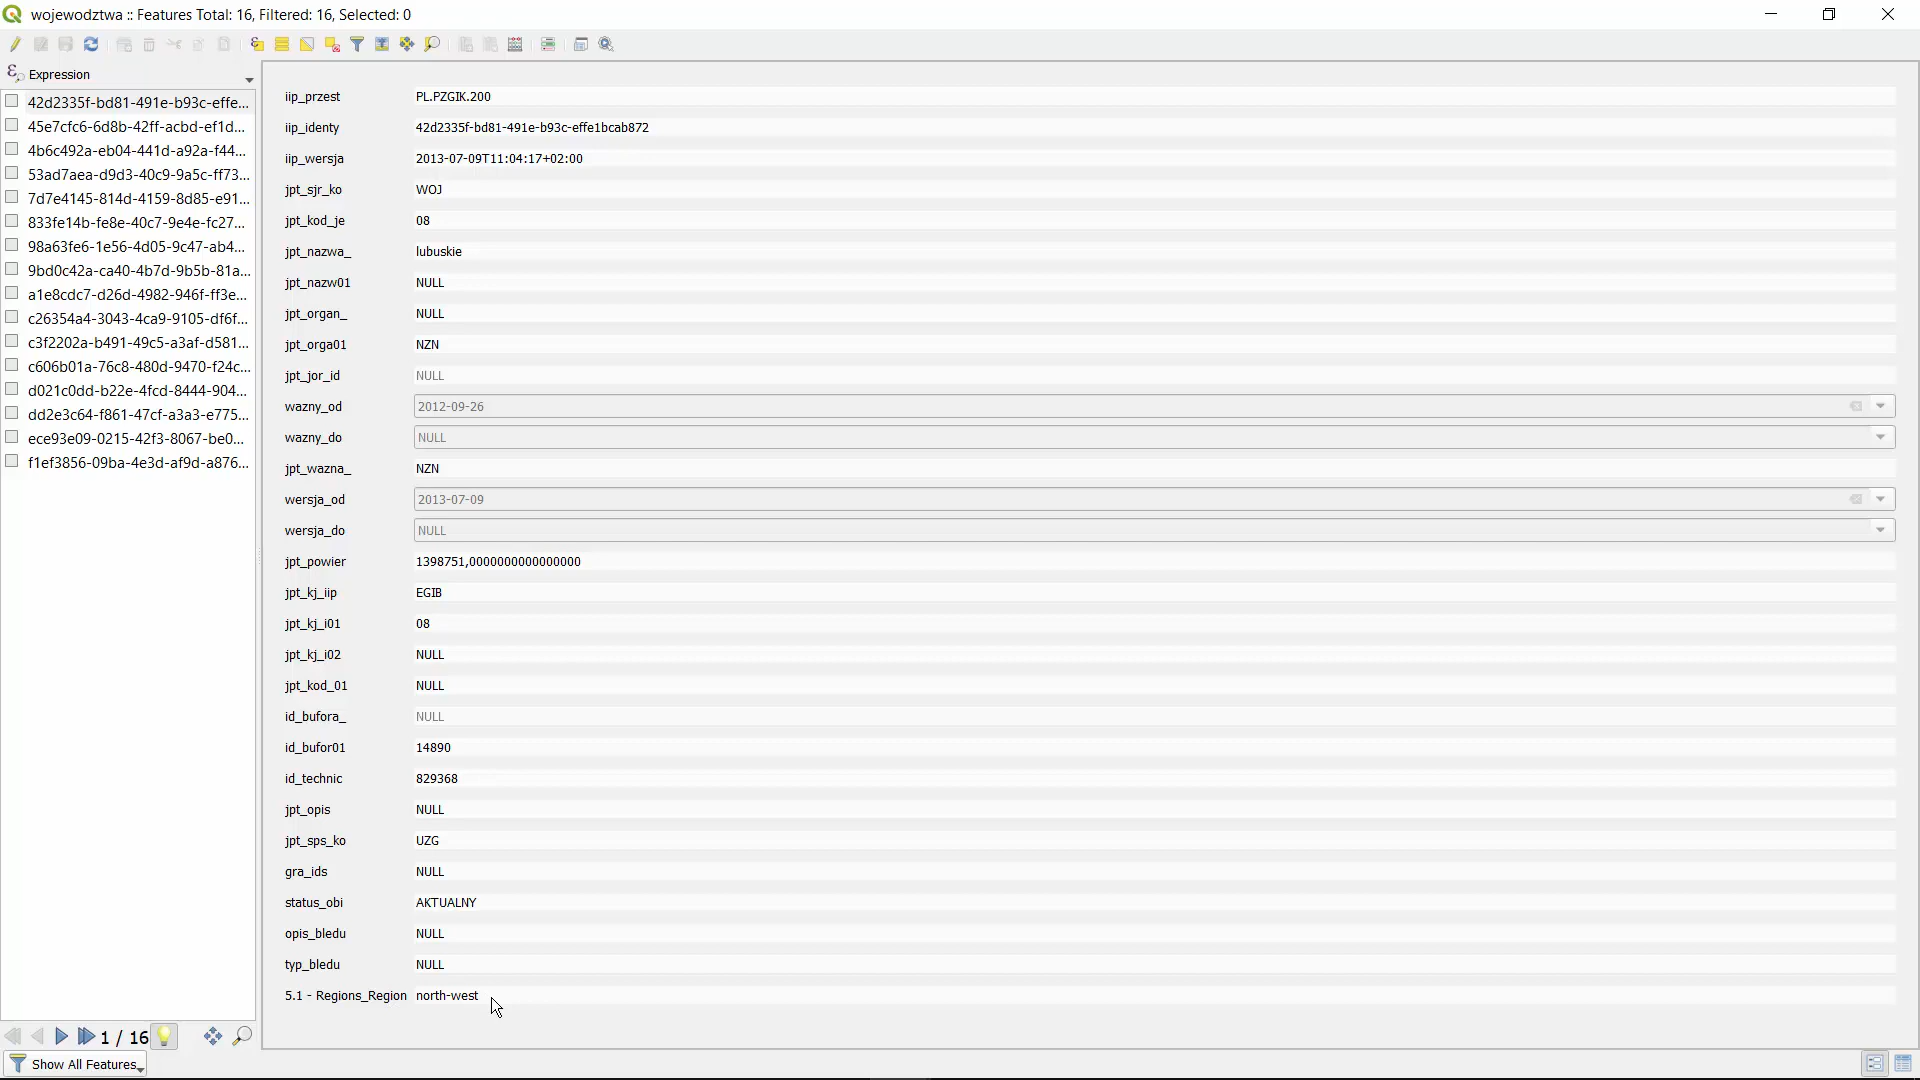 wojewodztwa :: Features Total: 16, Filtered: 16, Selected: 0
Expression
42d2335f-bd81-491e-b93c-effe...
45e7cfc6-6d8b-42ff-acbd-ef1d...
4b6c492a-eb04-441d-a92a-f44...
53ad7aea-d9d3-40c9-9a5c-ff73...
7d7e4145-814d-4159-8d85-e91...
833fe14b-fe8e-40c7-9e4e-fc27...
98a63fe6-1e56-4d05-9c47-ab4...
9bd0c42a-ca40-4b7d-9b5b-81a...
a1e8cdc7-d26d-4982-946f-ff3e...
c26354a4-3043-4ca9-9105-df6f...
c3f2202a-b491-49c5-a3af-d581...
c606b01a-76c8-480d-9470-f24c...
d021c0dd-b22e-4fcd-8444-904...
dd2e3c64-f861-47cf-a3a3-e775...
ece93e09-0215-42f3-8067-be0...
f1ef3856-09ba-4e3d-af9d-a876...
1 / 16
Show All Features
iip_przest PL.PZGIK.200
iip_identy 42d2335f-bd81-491e-b93c-effe1bcab872
iip_wersja 2013-07-09T11:04:17+02:00
jpt_sjr_ko WOJ
jpt_kod_je 08
jpt_nazwa_ lubuskie
jpt_nazw01 NULL
jpt_organ_ NULL
jpt_orga01 NZN
jpt_jor_id NULL
wazny_od 2012-09-26
wazny_do NULL
jpt_wazna_ NZN
wersja_od 2013-07-09
wersja_do NULL
jpt_powier 1398751,0000000000000000
jpt_kj_iip EGIB
jpt_kj_i01 08
jpt_kj_i02 NULL
jpt_kod_01 NULL
id_bufora_ NULL
id_bufor01 14890
id_technic 829368
jpt_opis NULL
jpt_sps_ko UZG
gra_ids NULL
status_obi AKTUALNY
opis_bledu NULL
typ_bledu NULL
5.1 - Regions_Region north-west